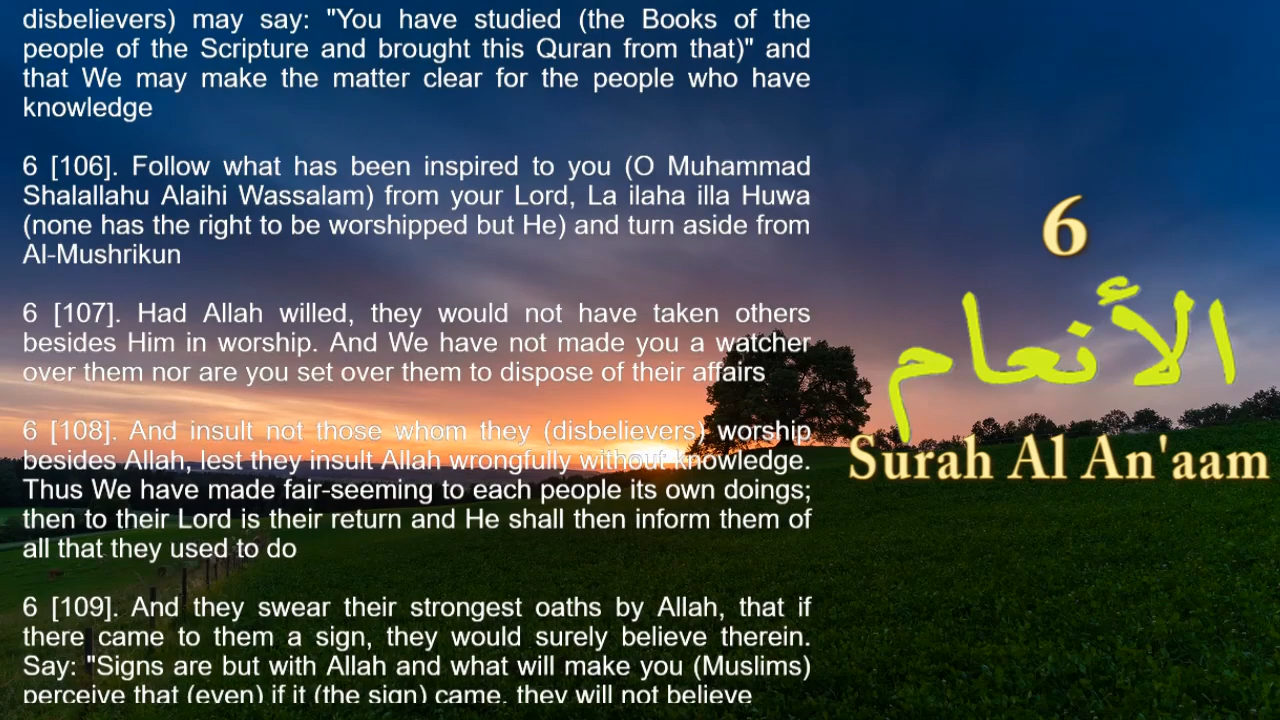 disbelievers) may say: "You have studied (the Books of the
people of the Scripture and brought this Quran from that)" and
that We may make the matter clear for the people who have
knowledge
6 [106]. Follow what has been inspired to you (O Muhammad
Shalallahu Alaihi Wassalam) from your Lord, La ilaha illa Huwa
(none has the right to be worshipped but He) and turn aside from
Al-Mushrikun
6 [107]. Had Allah willed, they would not have taken others
besides Him in worship. And We have not made you a watcher
over them nor are you set over them to dispose of their affairs
6 [108]. And insult not those whom they (disbelievers) worship
besides Allah, lest they insult Allah wrongfully without knowledge.
Thus We have made fair-seeming to each people its own doings;
then to their Lord is their return and He shall then inform them of
all that they used to do
6 [109]. And they swear their strongest oaths by Allah, that if
there came to them a sign, they would surely believe therein.
Say: "Signs are but with Allah and what will make you (Muslims)
perceive that (even) if it (the sign) came, they will not believe
6
الأنعام
Surah Al An'aam